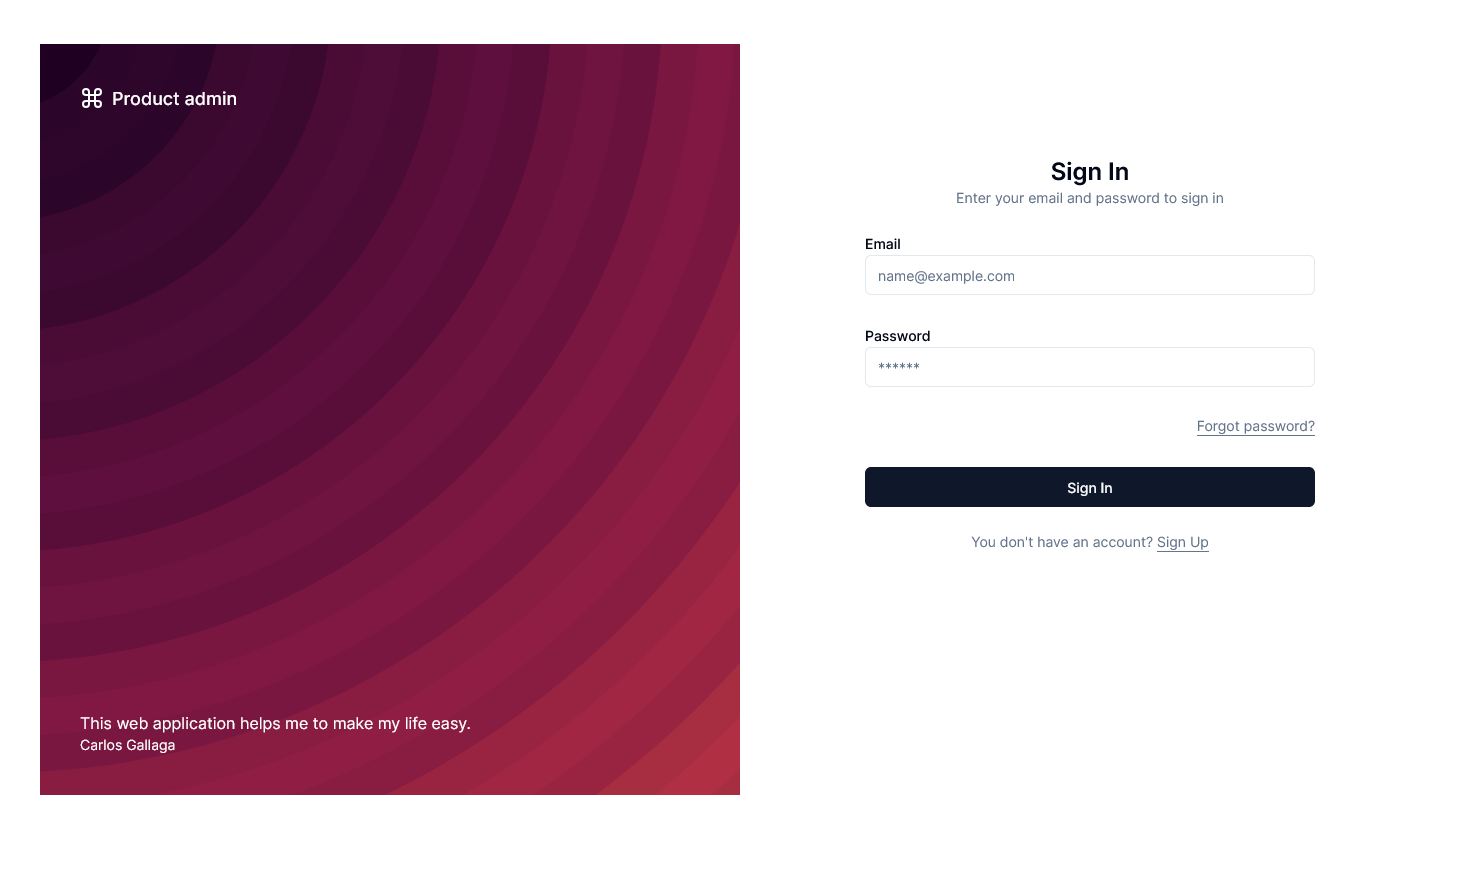 Product admin
This web application helps me to make my life easy.
Carlos Gallaga
Sign In
Enter your email and password to sign in
Email
name@example.com
Password
******
Forgot password?
Sign In
You don't have an account? Sign Up